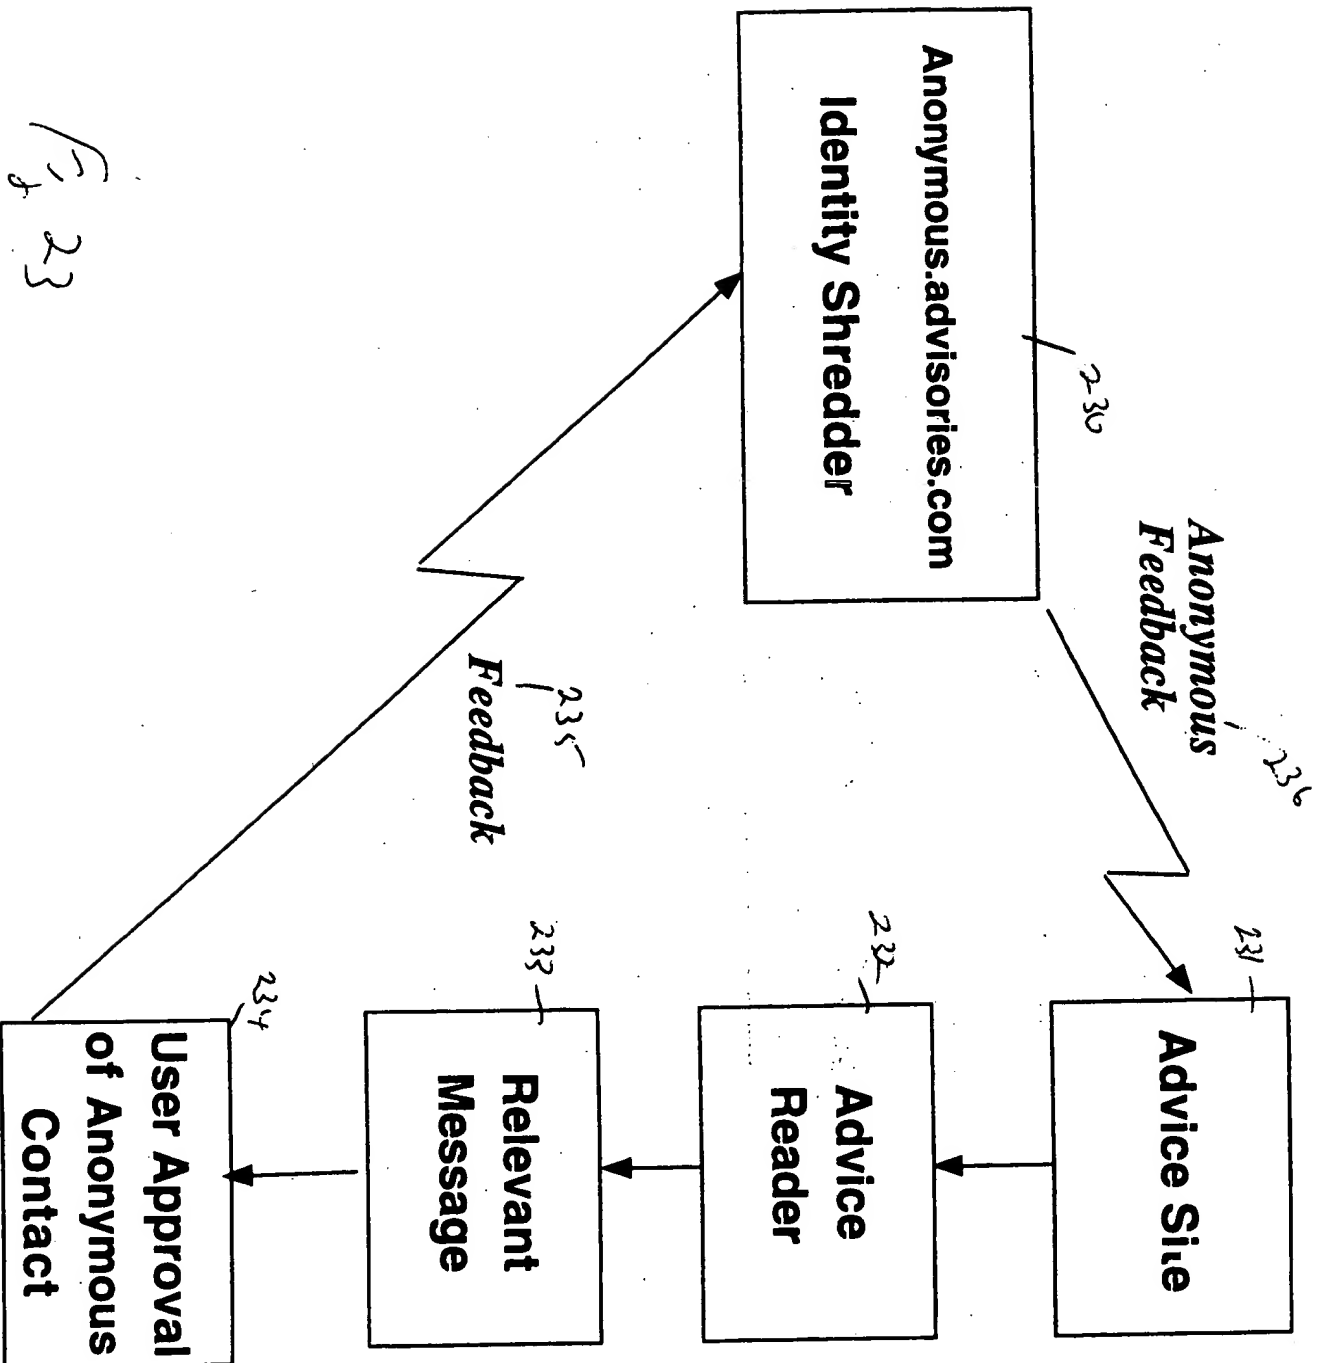 Anonymous.advisories.com
Identity Shredder
230
Anonymous
Feedback
236
231
Advice Site
232
Advice
Reader
233
Relevant
Message
234
User Approval
of Anonymous
Contact
235
Feedback
Fig 23